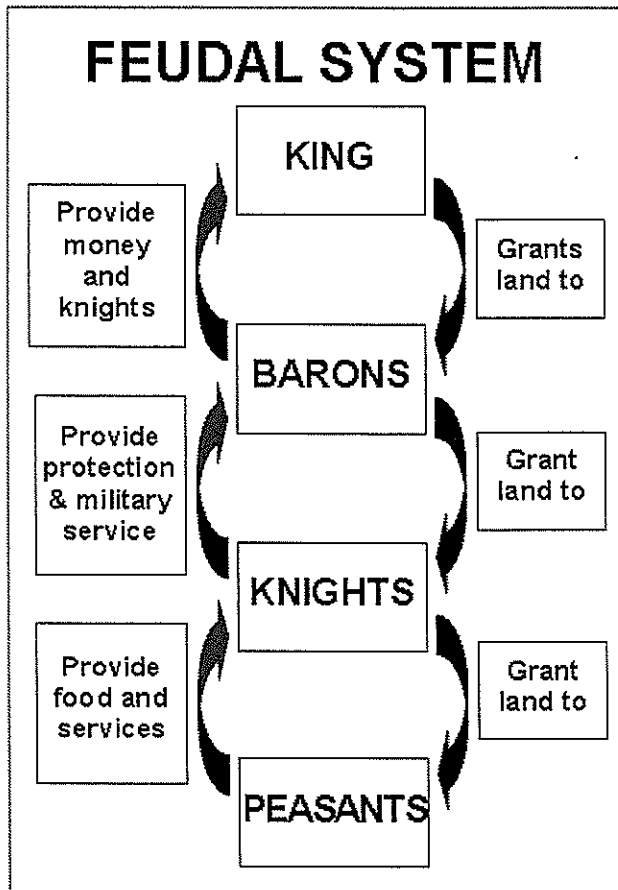 FEUDAL SYSTEM
KING
Provide
money
and
knights
Grants
land to
BARONS
Provide
protection
& military
service
Grant
land to
KNIGHTS
Provide
food and
services
Grant
land to
PEASANTS